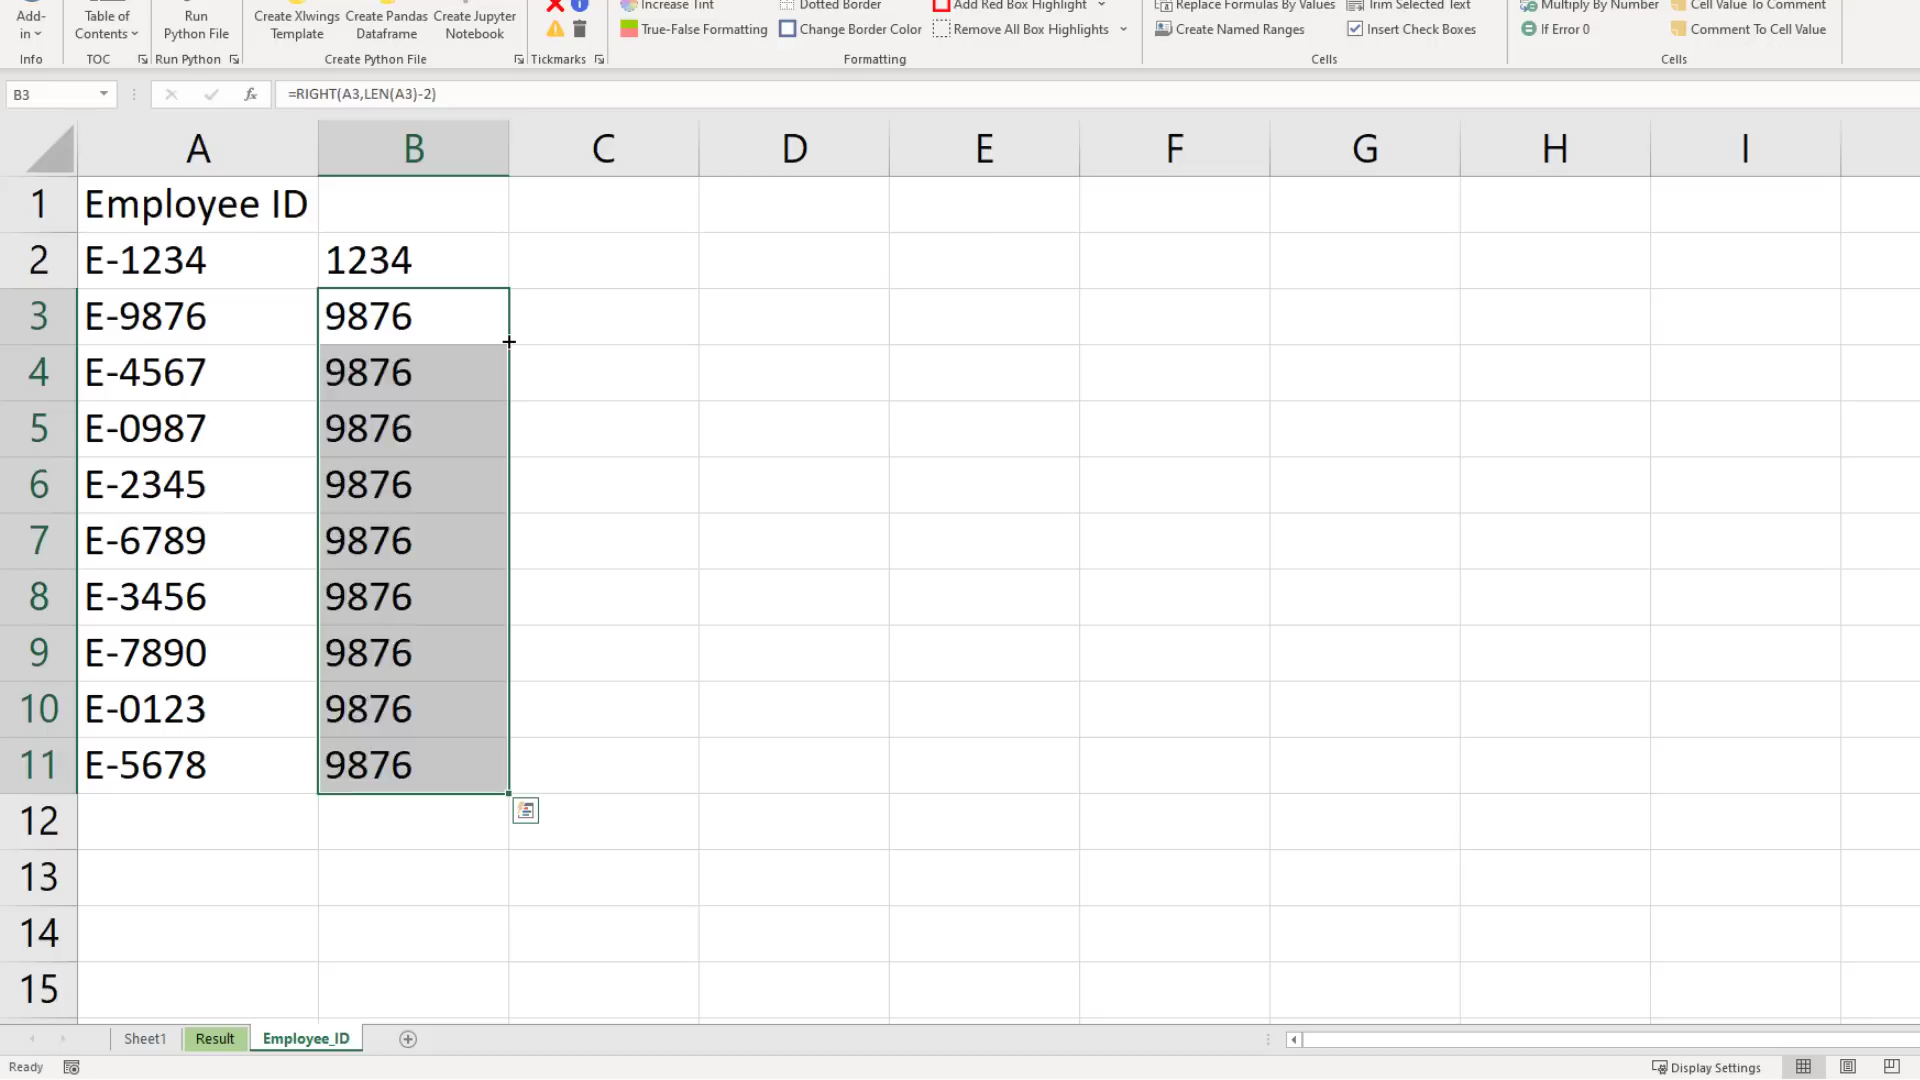 Increase Tint Dotted Border Add Red Box Highlight Replace Formulas By Values Trim Selected Text Multiply By Number Cell Value To Comment
Add- Table of Run Create Xlwings Create Pandas Create Jupyter
in Contents Python File Template Dataframe Notebook True-False Formatting Change Border Color Remove All Box Highlights Create Named Ranges Insert Check Boxes If Error 0 Comment To Cell Value
Info TOC Run Python Create Python File Tickmarks Formatting Cells Cells
B3 fx =RIGHT(A3,LEN(A3)-2)
A B C D E F G H I
1 Employee ID
2 E-1234 1234
3 E-9876 9876
4 E-4567 9876
5 E-0987 9876
6 E-2345 9876
7 E-6789 9876
8 E-3456 9876
9 E-7890 9876
10 E-0123 9876
11 E-5678 9876
12
13
14
15
Sheet1 Result Employee_ID
Ready Display Settings